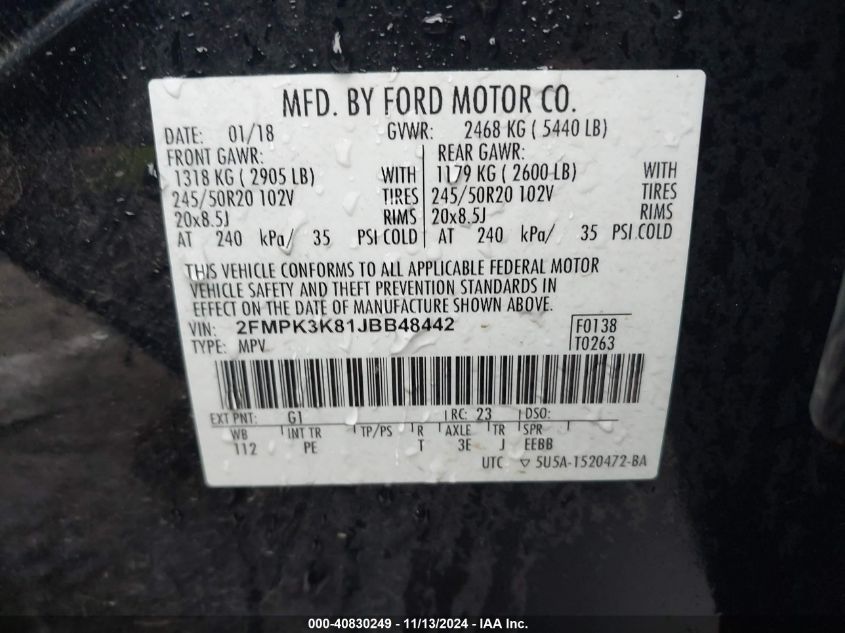 MFD. BY FORD MOTOR CO.
DATE: 01/18 GVWR: 2468 KG ( 5440 LB)
FRONT GAWR: REAR GAWR:
1318 KG ( 2905 LB) WITH 1179 KG ( 2600 LB) WITH
245/50R20 102V TIRES 245/50R20 102V TIRES
20x8.5J RIMS 20x8.5J RIMS
AT 240 kPa/ 35 PSI COLD AT 240 kPa/ 35 PSI COLD
THIS VEHICLE CONFORMS TO ALL APPLICABLE FEDERAL MOTOR
VEHICLE SAFETY AND THEFT PREVENTION STANDARDS IN
EFFECT ON THE DATE OF MANUFACTURE SHOWN ABOVE.
VIN: 2FMPK3K81JBB48442 F0138
TYPE: MPV T0263
EXT PNT: G1 RC: 23 DSO:
WB INT TR TP/PS R AXLE TR SPR
112 PE T 3E J EEBB
UTC ▽ 5U5A-1520472-BA
000-40830249 - 11/13/2024 - IAA Inc.